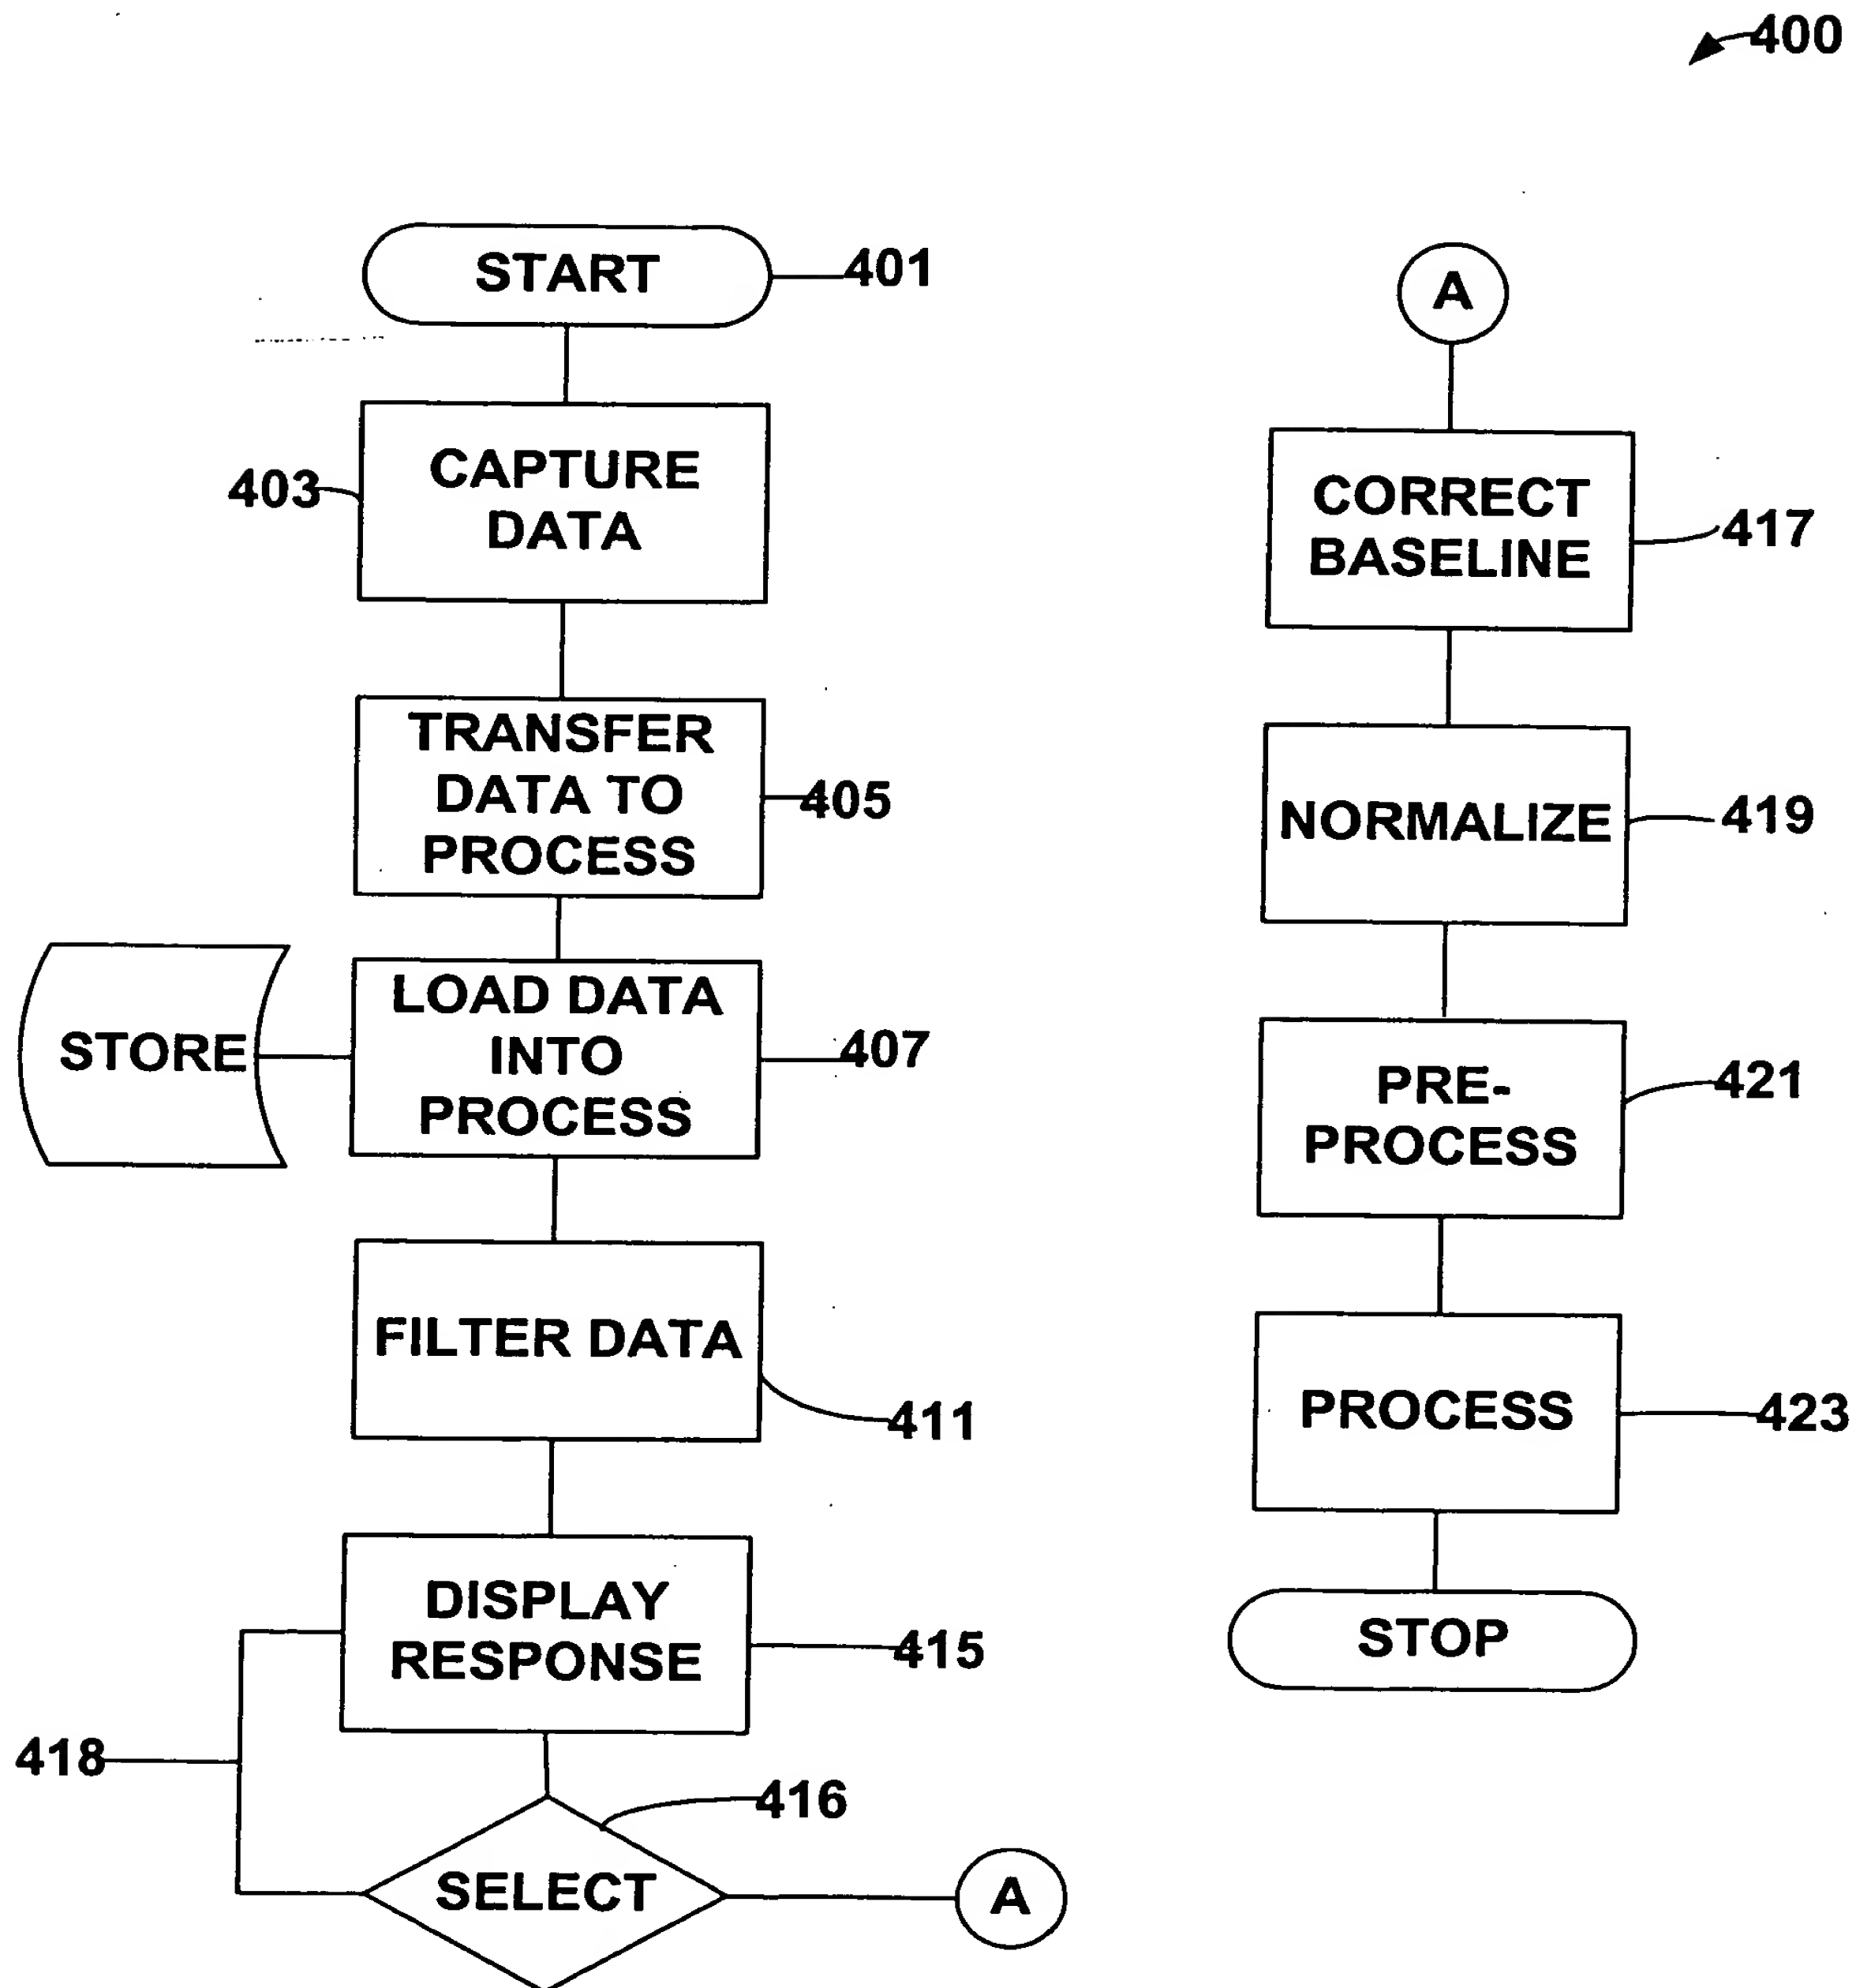 400
START
401
CAPTURE
DATA
403
TRANSFER
DATA TO
PROCESS
405
STORE
LOAD DATA
INTO
PROCESS
407
FILTER DATA
411
DISPLAY
RESPONSE
415
418
416
SELECT
A
A
CORRECT
BASELINE
417
NORMALIZE
419
PRE-
PROCESS
421
PROCESS
423
STOP